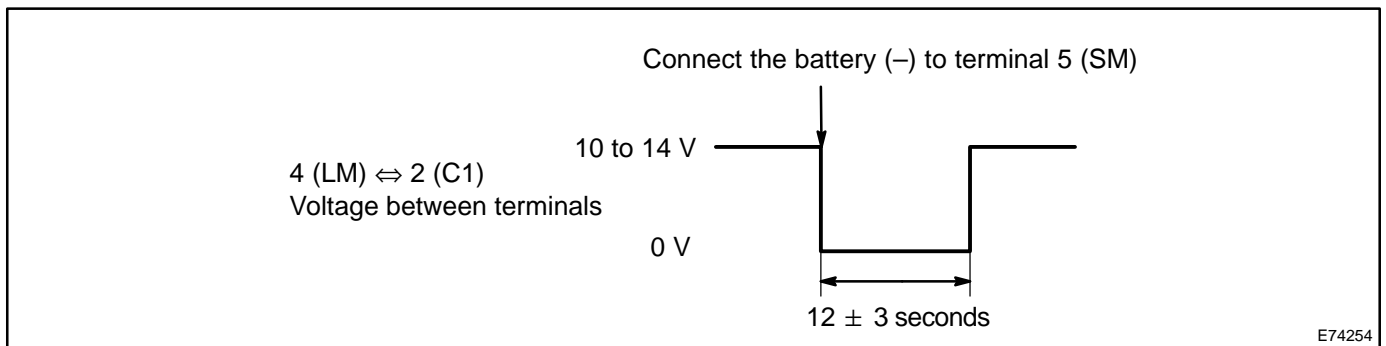 Connect the battery (–) to terminal 5 (SM)
10 to 14 V
4 (LM) ⇔ 2 (C1)
Voltage between terminals
0 V
12 ± 3 seconds
E74254